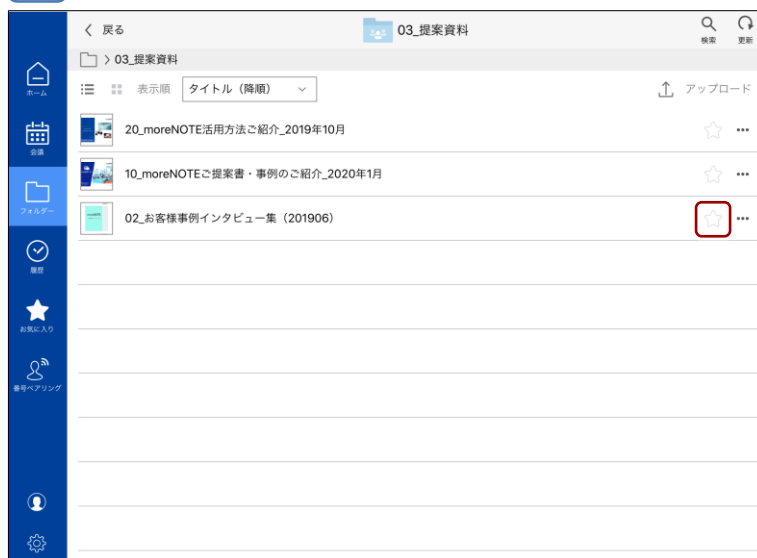 戻る
03_提案資料
検索
更新
03_提案資料
表示順
タイトル（降順）
アップロード
20_moreNOTE活用方法ご紹介_2019年10月
10_moreNOTEご提案書・事例のご紹介_2020年1月
02_お客様事例インタビュー集（201906）
ホーム
会議
フォルダー
履歴
お気に入り
番号ペアリング